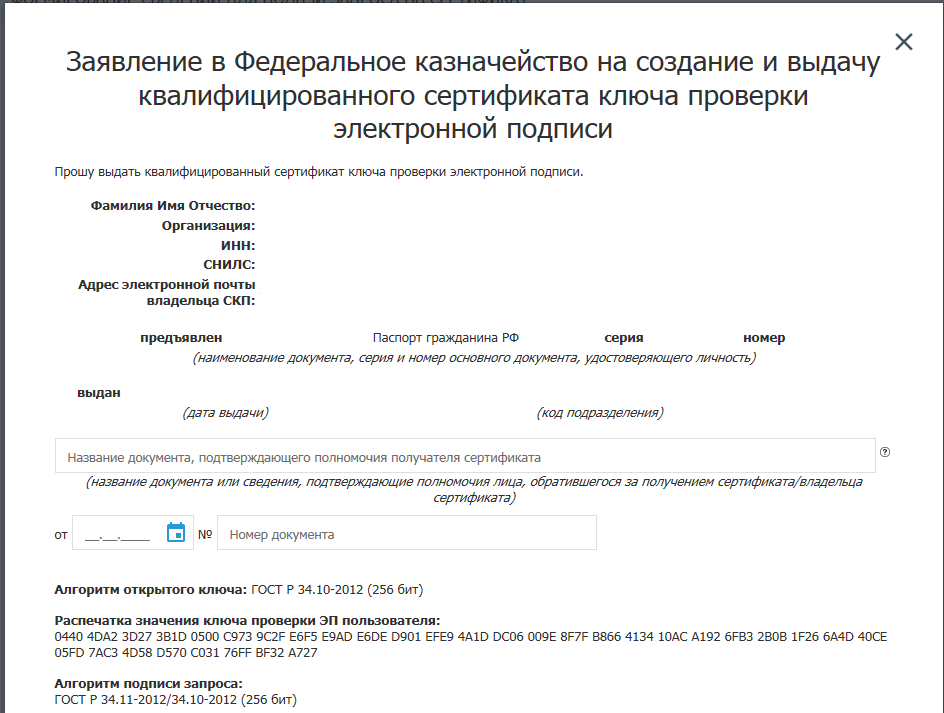 Заявление в Федеральное казначейство на создание и выдачу
квалифицированного сертификата ключа проверки
электронной подписи
Прошу выдать квалифицированный сертификат ключа проверки электронной подписи.
Фамилия Имя Отчество:
Организация:
ИНН:
СНИЛС:
Адрес электронной почты
владельца СКП:
предъявлен Паспорт гражданина РФ серия номер
(наименование документа, серия и номер основного документа, удостоверяющего личность)
выдан
(дата выдачи) (код подразделения)
Название документа, подтверждающего полномочия получателя сертификата
(название документа или сведения, подтверждающие полномочия лица, обратившегося за получением сертификата/владельца
сертификата)
от __.__.____ № Номер документа
Алгоритм открытого ключа: ГОСТ Р 34.10-2012 (256 бит)
Распечатка значения ключа проверки ЭП пользователя:
0440 4DA2 3D27 3B1D 0500 C973 9C2F E6F5 E9AD E6DE D901 EFE9 4A1D DC06 009E 8F7F B866 4134 10AC A192 6FB3 2B0B 1F26 6A4D 40CE
05FD 7AC3 4D58 D570 C031 76FF BF32 A727
Алгоритм подписи запроса:
ГОСТ Р 34.11-2012/34.10-2012 (256 бит)